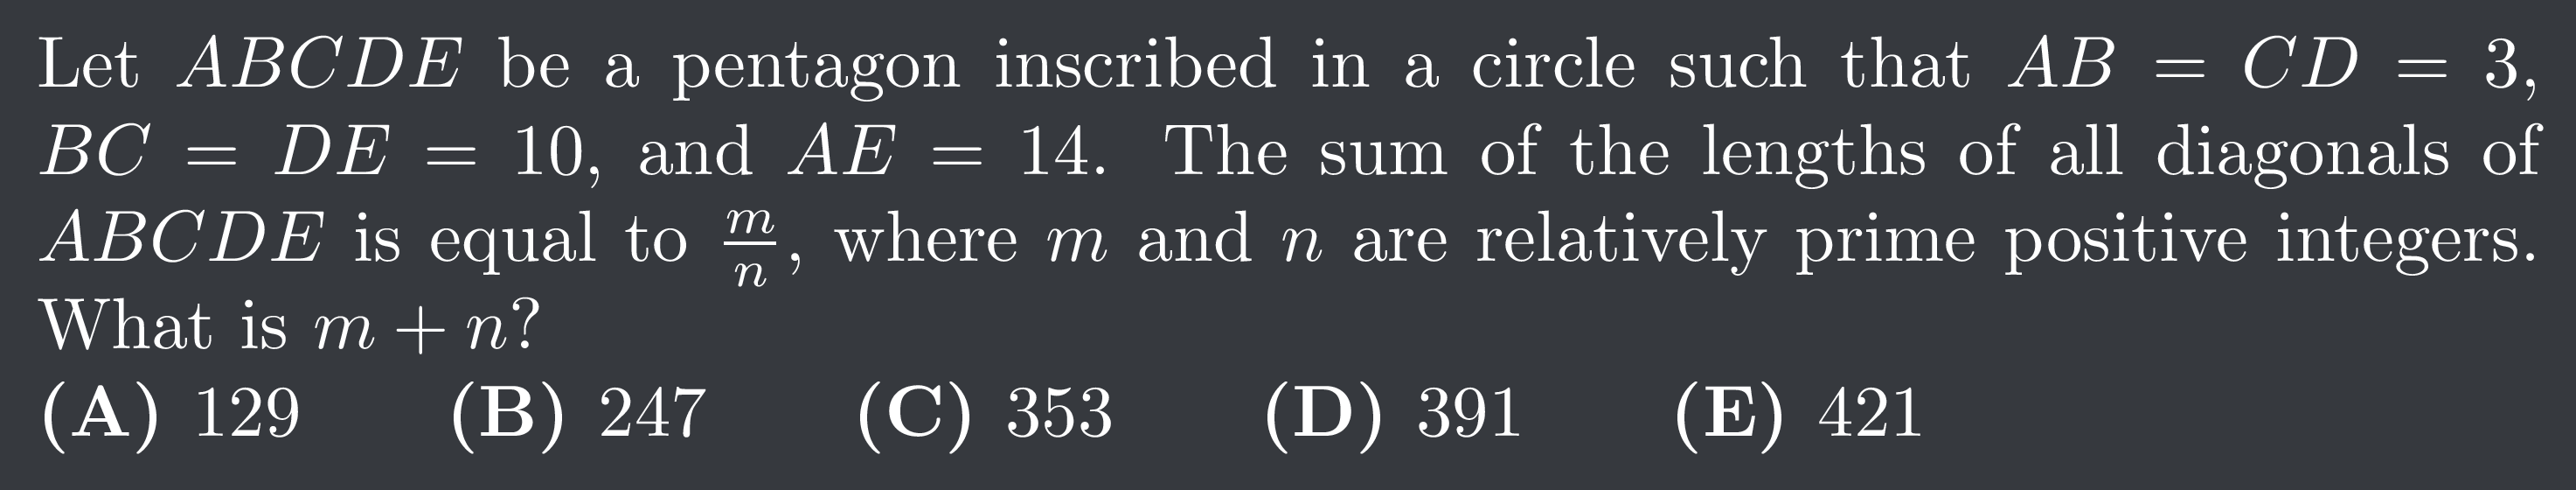 Let ABCDE be a pentagon inscribed in a circle such that AB = CD = 3,
BC = DE = 10, and AE = 14. The sum of the lengths of all diagonals of
ABCDE is equal to \frac{m}{n}, where m and n are relatively prime positive integers.
What is m + n?
(A) 129 (B) 247 (C) 353 (D) 391 (E) 421